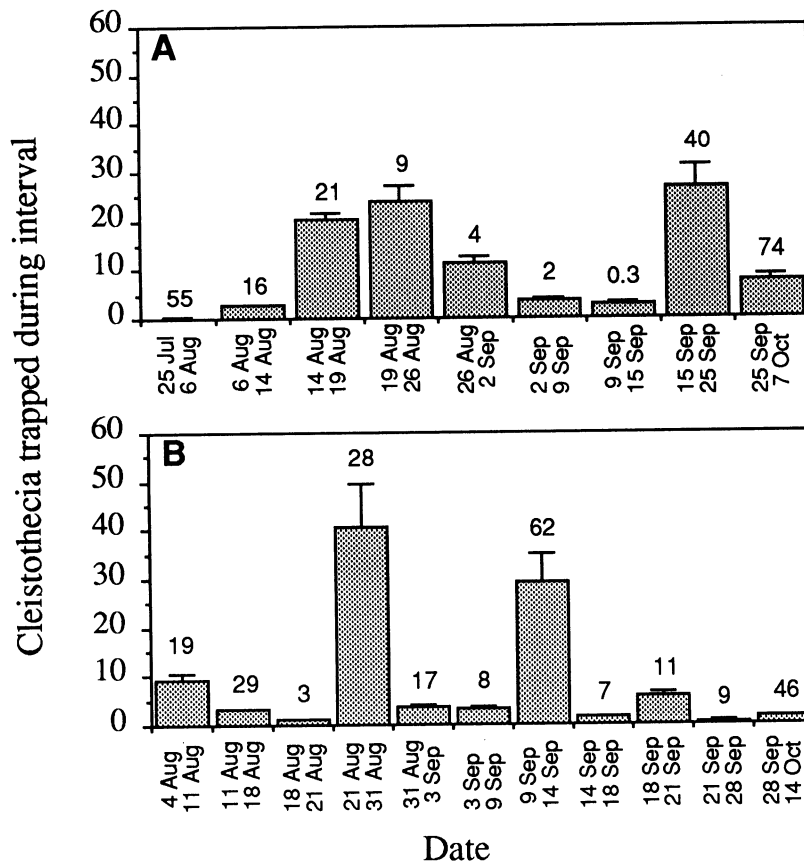 Cleistothecia trapped during interval
A
60
50
40
30
20
10
0
55
16
21
9
4
2
0.3
40
74
25 Jul
6 Aug
6 Aug
14 Aug
14 Aug
19 Aug
19 Aug
26 Aug
26 Aug
2 Sep
2 Sep
9 Sep
9 Sep
15 Sep
15 Sep
25 Sep
25 Sep
7 Oct
B
60
50
40
30
20
10
0
19
29
3
28
17
8
62
7
11
9
46
4 Aug
11 Aug
11 Aug
18 Aug
18 Aug
21 Aug
21 Aug
31 Aug
31 Aug
3 Sep
3 Sep
9 Sep
9 Sep
14 Sep
14 Sep
18 Sep
18 Sep
21 Sep
21 Sep
28 Sep
28 Sep
14 Oct
Date